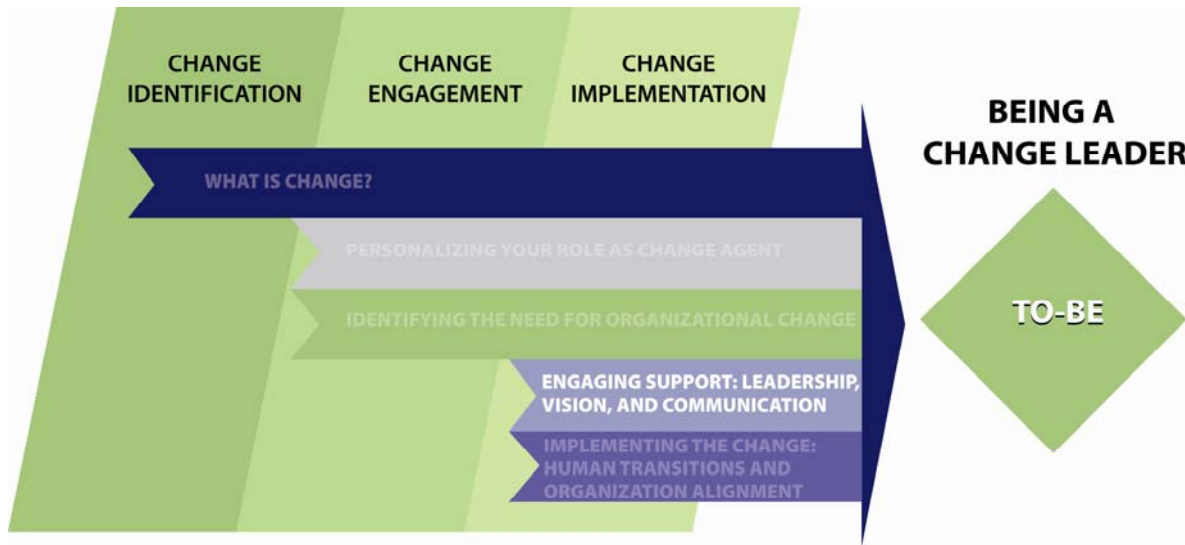 CHANGE
IDENTIFICATION
CHANGE
ENGAGEMENT
CHANGE
IMPLEMENTATION
BEING A
CHANGE LEADER
WHAT IS CHANGE?
PERSONALIZING YOUR ROLE AS CHANGE AGENT
IDENTIFYING THE NEED FOR ORGANIZATIONAL CHANGE
TO-BE
ENGAGING SUPPORT: LEADERSHIP,
VISION, AND COMMUNICATION
IMPLEMENTING THE CHANGE:
HUMAN TRANSITIONS AND
ORGANIZATION ALIGNMENT